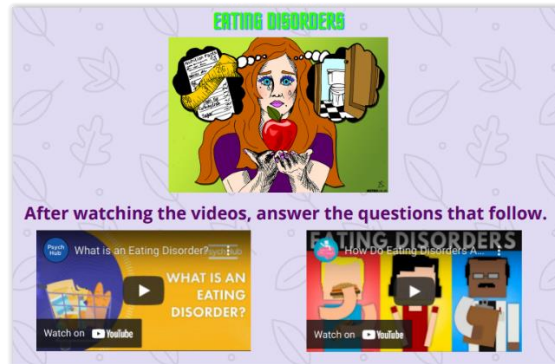 EATING DISORDERS
After watching the videos, answer the questions that follow.
Psych
Hub
What is an Eating Disorder?
PsychHub
WHAT IS AN
EATING
DISORDER?
Watch on YouTube
EATING DISORDERS
How Do Eating Disorders A...
Watch on YouTube